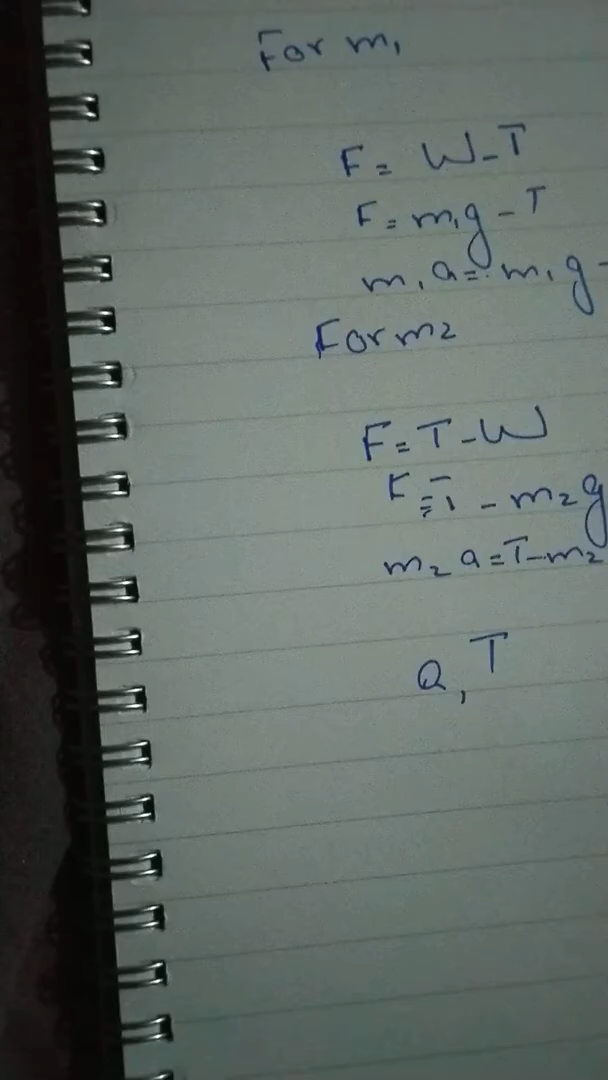 For m₁
F = W - T
F = m₁g - T
m₁a = m₁g -
For m₂
F = T - W
F = T - m₂g
m₂a = T - m₂
a, T